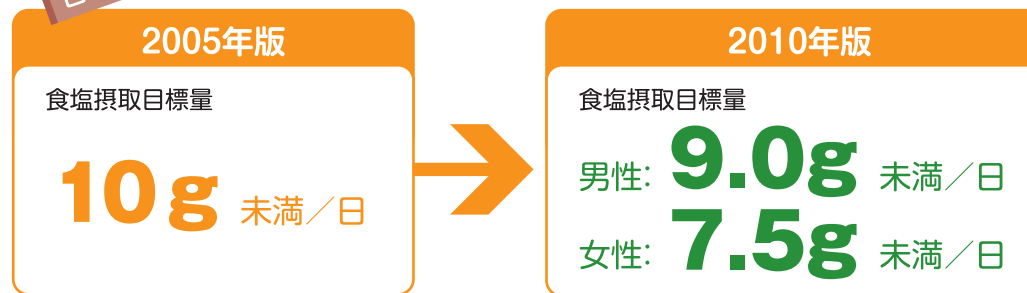 2005年版
食塩摂取目標量
10g 未満／日
2010年版
食塩摂取目標量
男性: 9.0g 未満／日
女性: 7.5g 未満／日